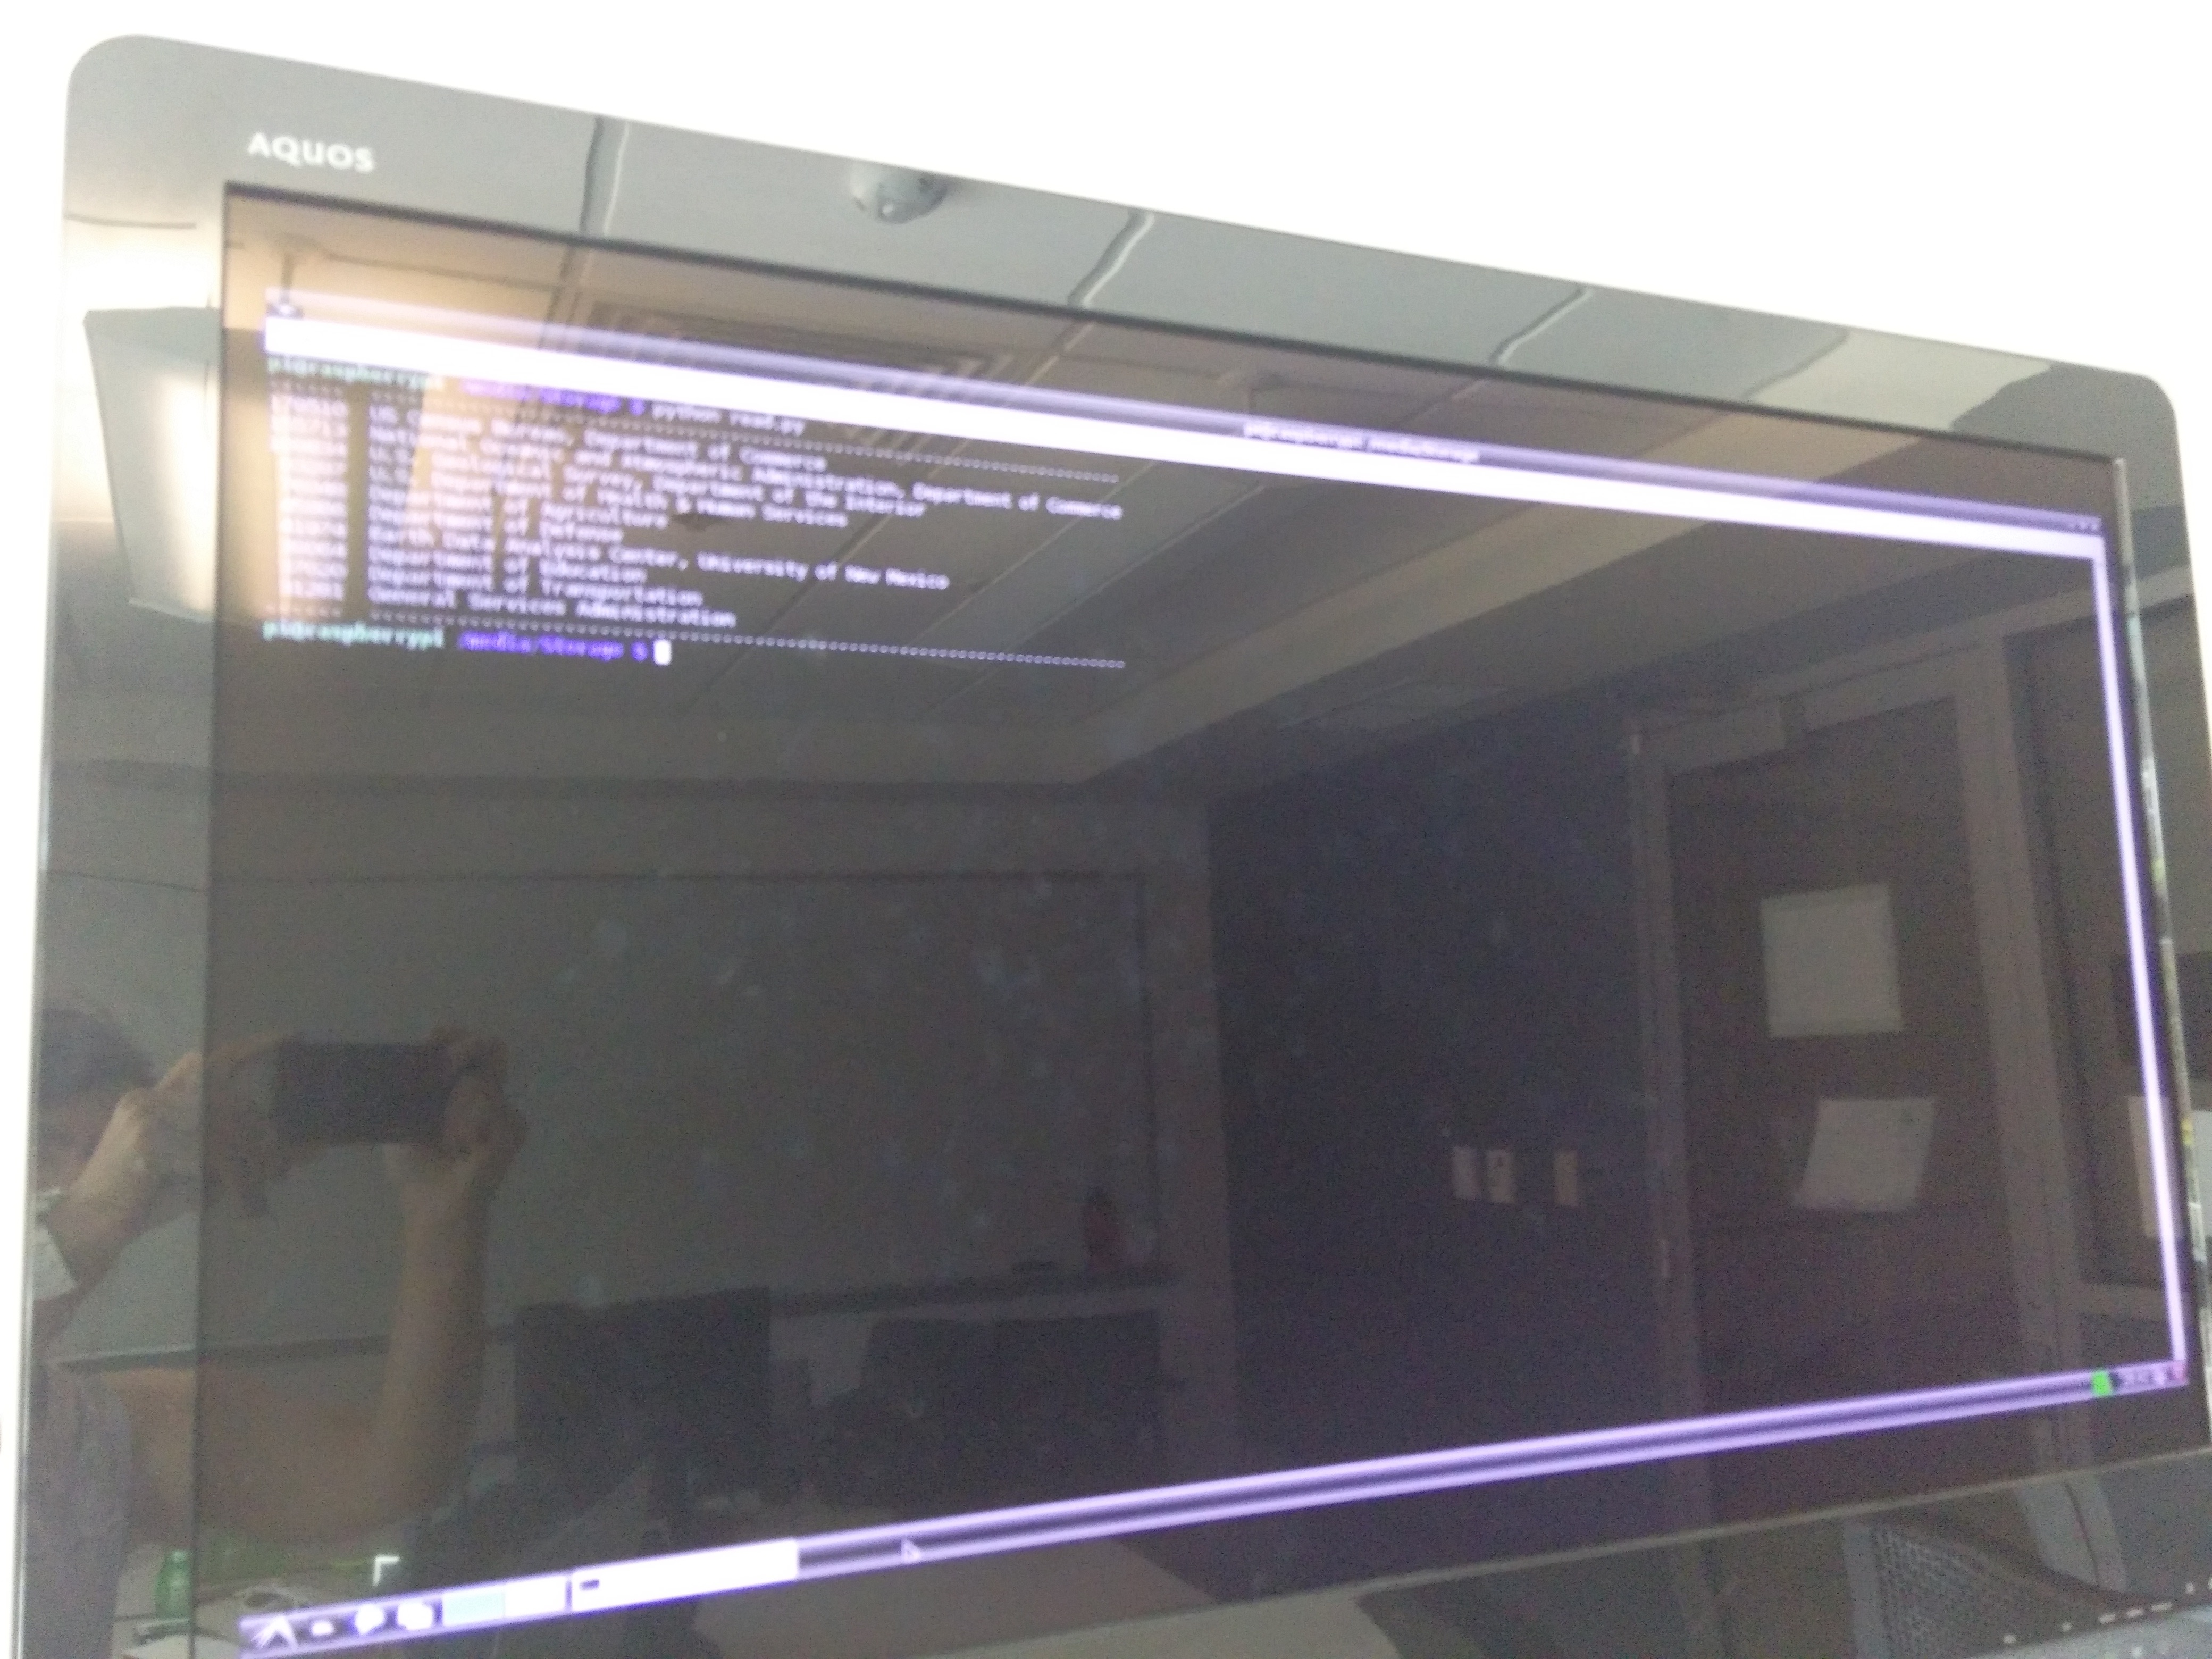 AQUOS
pi@raspberrypi /media/Storage $ python read.py
US Census Bureau, Department of Commerce
National Oceanic and Atmospheric Administration, Department of Commerce
U.S. Geological Survey, Department of the Interior
U.S. Department of Health & Human Services
Department of Agriculture
Department of Defense
Earth Data Analysis Center, University of New Mexico
Department of Education
Department of Transportation
General Services Administration
pi@raspberrypi /media/Storage $